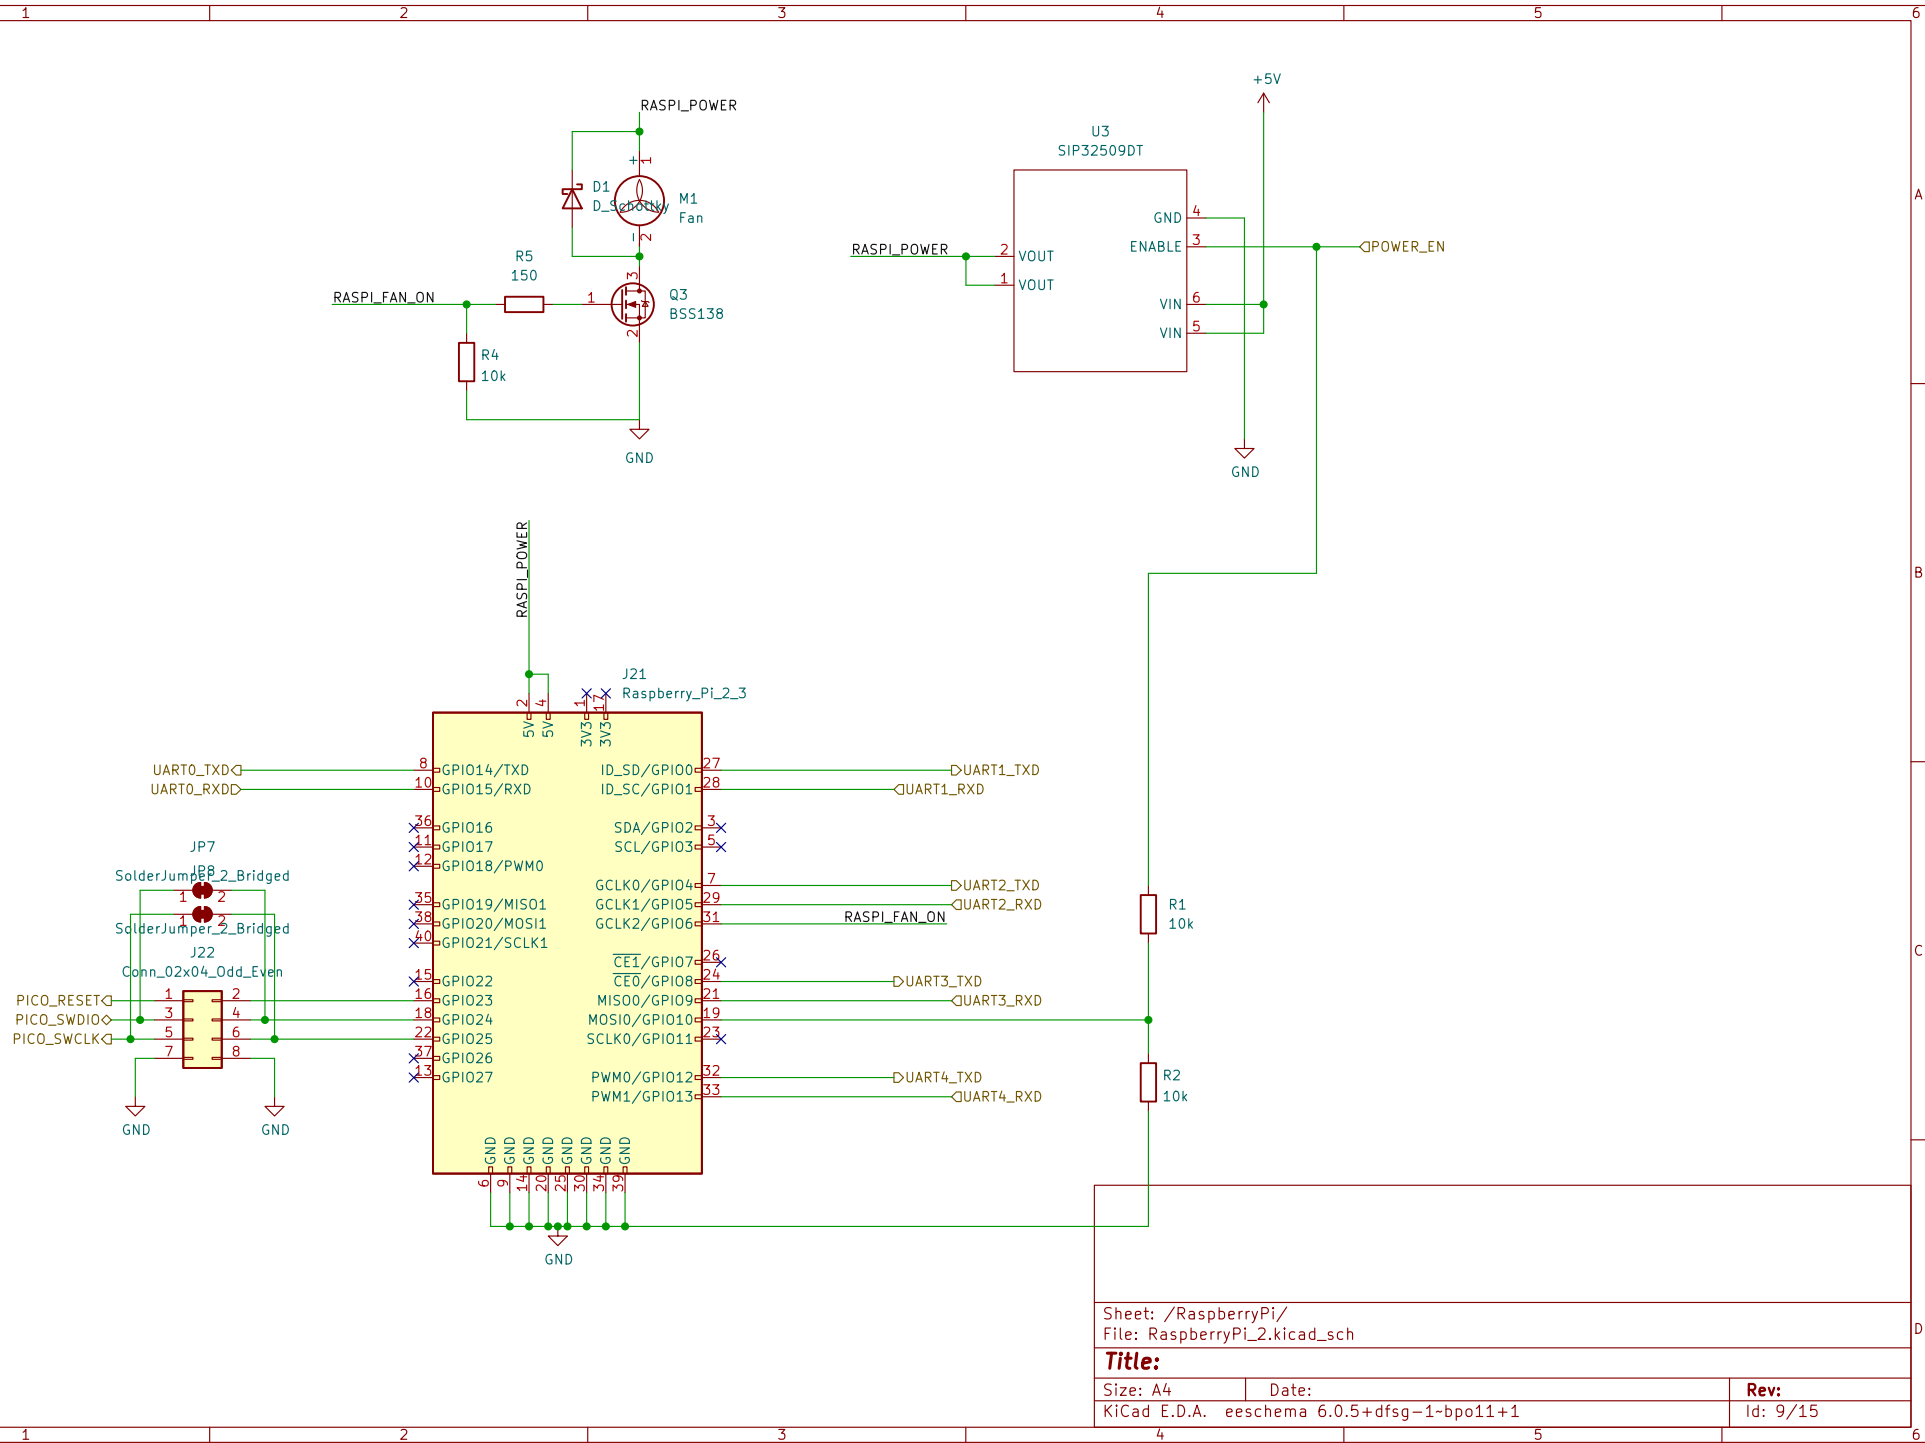 1 2 3 4 5 6
+5V
RASPI_POWER
U3
SIP32509DT
+ 1
D1
D_Schottky
M1
Fan
- 2
A
GND 4
ENABLE 3
POWER_EN
RASPI_POWER
2 VOUT
1 VOUT
VIN 6
VIN 5
R5
150
3
RASPI_FAN_ON
1
Q3
BSS138
2
R4
10k
GND
GND
RASPI_POWER
B
J21
Raspberry_Pi_2_3
2 4 1 17
5V 5V 3V3 3V3
UART0_TXD 8 GPIO14/TXD
UART0_RXD 10 GPIO15/RXD
36 GPIO16
11 GPIO17
12 GPIO18/PWM0
35 GPIO19/MISO1
38 GPIO20/MOSI1
40 GPIO21/SCLK1
15 GPIO22
16 GPIO23
18 GPIO24
22 GPIO25
37 GPIO26
13 GPIO27
ID_SD/GPIO0 27 UART1_TXD
ID_SC/GPIO1 28 UART1_RXD
SDA/GPIO2 3
SCL/GPIO3 5
GCLK0/GPIO4 7 UART2_TXD
GCLK1/GPIO5 29 UART2_RXD
GCLK2/GPIO6 31 RASPI_FAN_ON
CE1/GPIO7 26
CE0/GPIO8 24 UART3_TXD
MISO0/GPIO9 21 UART3_RXD
MOSI0/GPIO10 19
SCLK0/GPIO11 23
PWM0/GPIO12 32 UART4_TXD
PWM1/GPIO13 33 UART4_RXD
GND GND GND GND GND GND GND GND
6 9 14 20 25 30 34 39
GND
JP7
JP8
SolderJumper_2_Bridged
1 2
1 2
SolderJumper_2_Bridged
J22
Conn_02x04_Odd_Even
PICO_RESET 1 2
PICO_SWDIO 3 4
PICO_SWCLK 5 6
7 8
GND
GND
R1
10k
R2
10k
C
Sheet: /RaspberryPi/
File: RaspberryPi_2.kicad_sch
D
Title:
Size: A4 Date: Rev:
KiCad E.D.A. eeschema 6.0.5+dfsg-1~bpo11+1 Id: 9/15
1 2 3 4 5 6